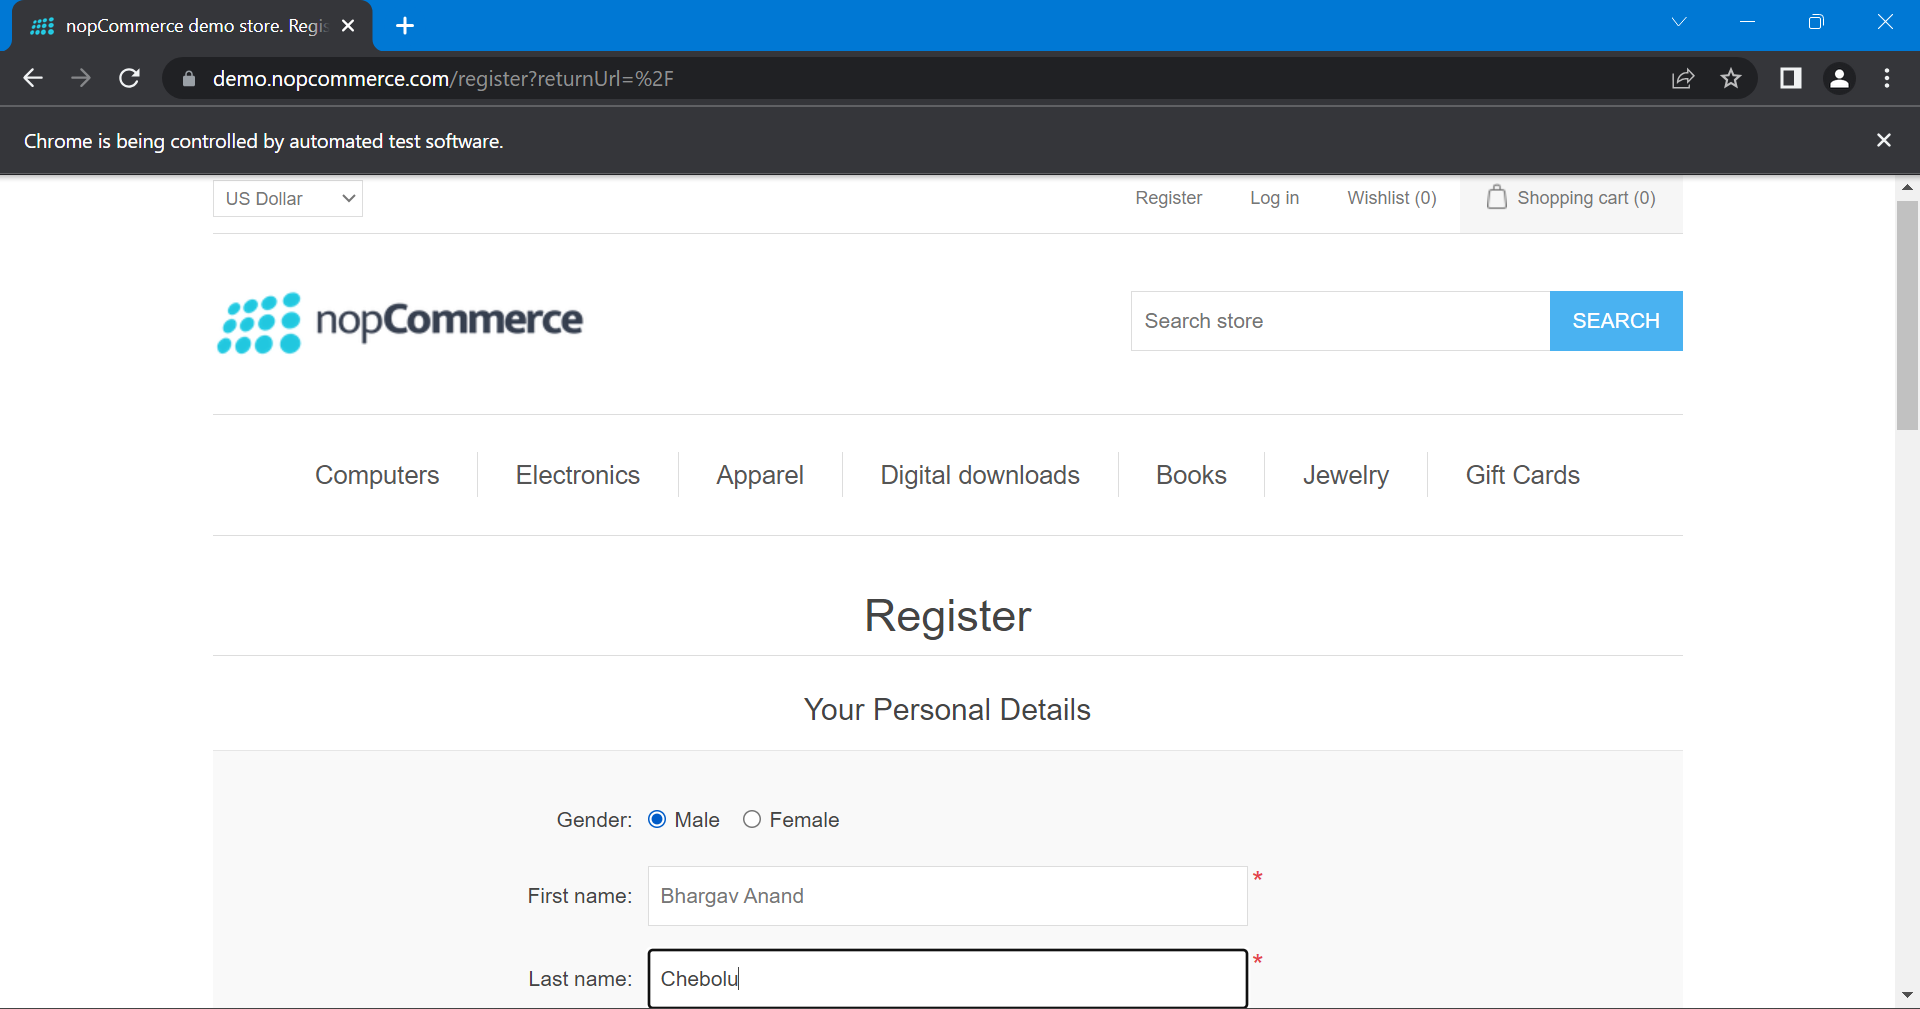 nopCommerce demo store. Regis
demo.nopcommerce.com/register?returnUrl=%2F
Chrome is being controlled by automated test software.
US Dollar Register Log in Wishlist (0) Shopping cart (0)
nopCommerce Search store SEARCH
Computers Electronics Apparel Digital downloads Books Jewelry Gift Cards
Register
Your Personal Details
Gender: Male Female
First name: Bhargav Anand *
Last name: Chebolu *